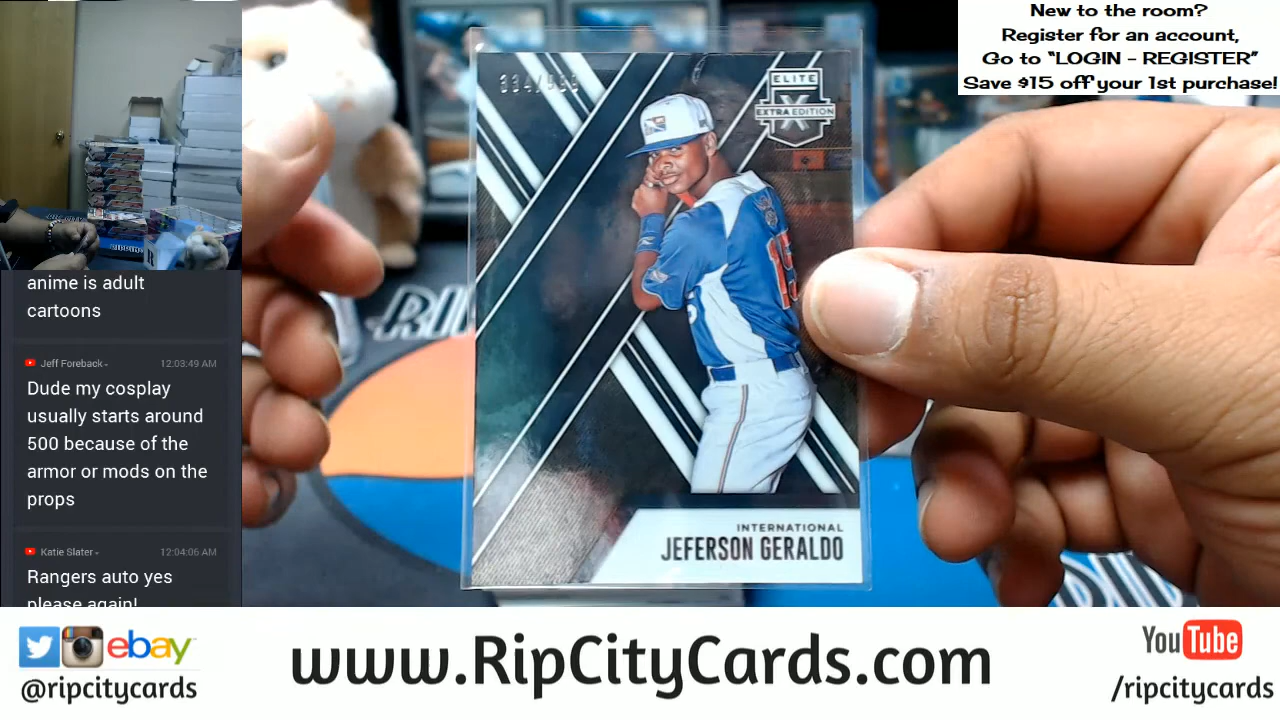 New to the room?
Register for an account,
Go to “LOGIN - REGISTER”
Save $15 off your 1st purchase!
ELITE
EXTRA EDITION
X
15
INTERNATIONAL
JEFERSON GERALDO
anime is adult
cartoons
Jeff Foreback
12:03:49 AM
Dude my cosplay
usually starts around
500 because of the
armor or mods on the
props
Katie Slater
12:04:06 AM
Rangers auto yes
please again!
ebay
@ripcitycards
www.RipCityCards.com
YouTube
/ripcitycards